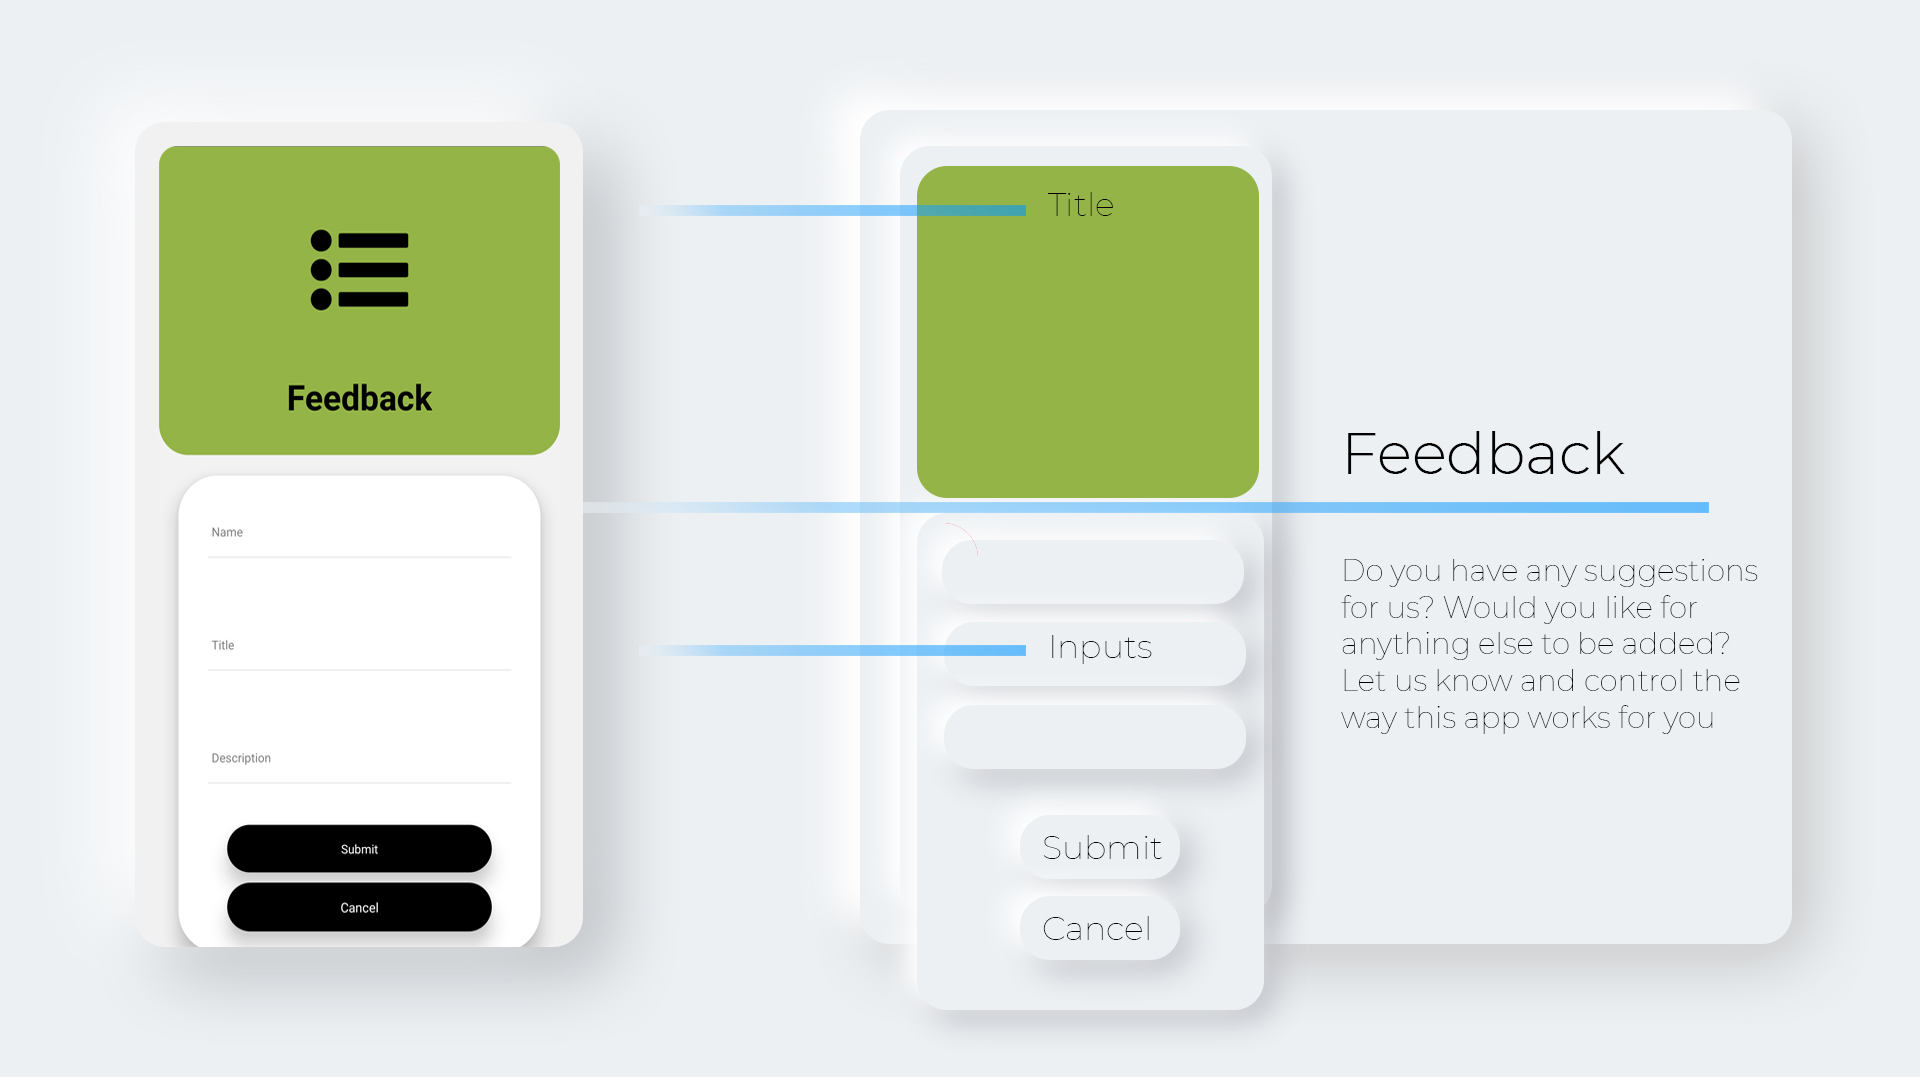 Feedback
Name
Title
Description
Submit
Cancel
Title
Inputs
Submit
Cancel
Feedback
Do you have any suggestions
for us? Would you like for
anything else to be added?
Let us know and control the
way this app works for you